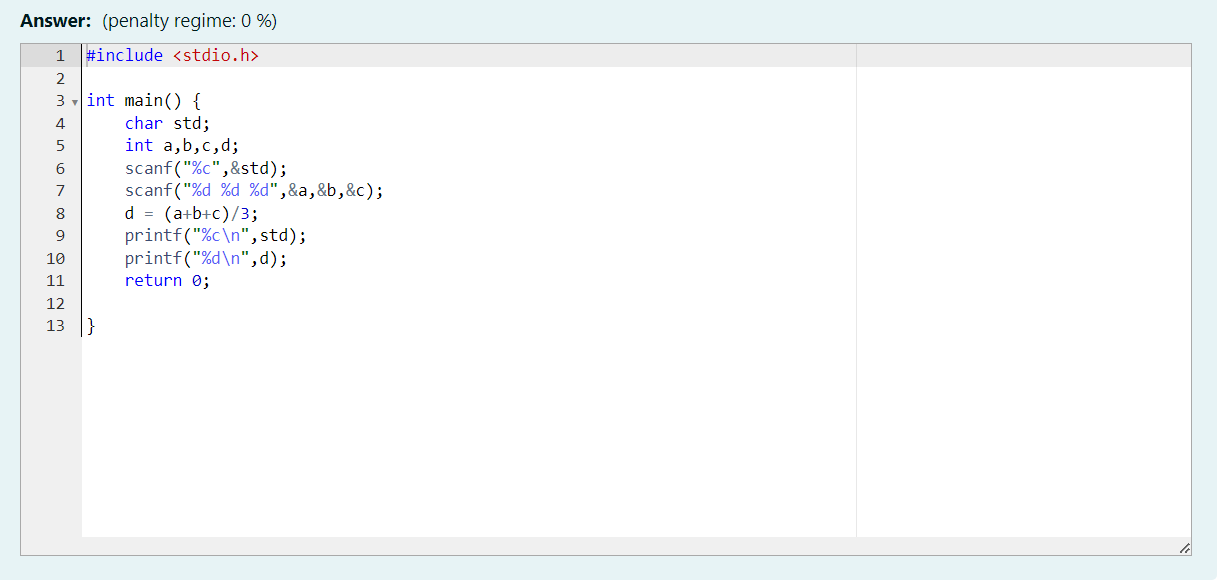 Answer: (penalty regime: 0 %)
1 #include <stdio.h>
2
3 int main() {
4     char std;
5     int a,b,c,d;
6     scanf("%c",&std);
7     scanf("%d %d %d",&a,&b,&c);
8     d = (a+b+c)/3;
9     printf("%c\n",std);
10     printf("%d\n",d);
11     return 0;
12
13 }